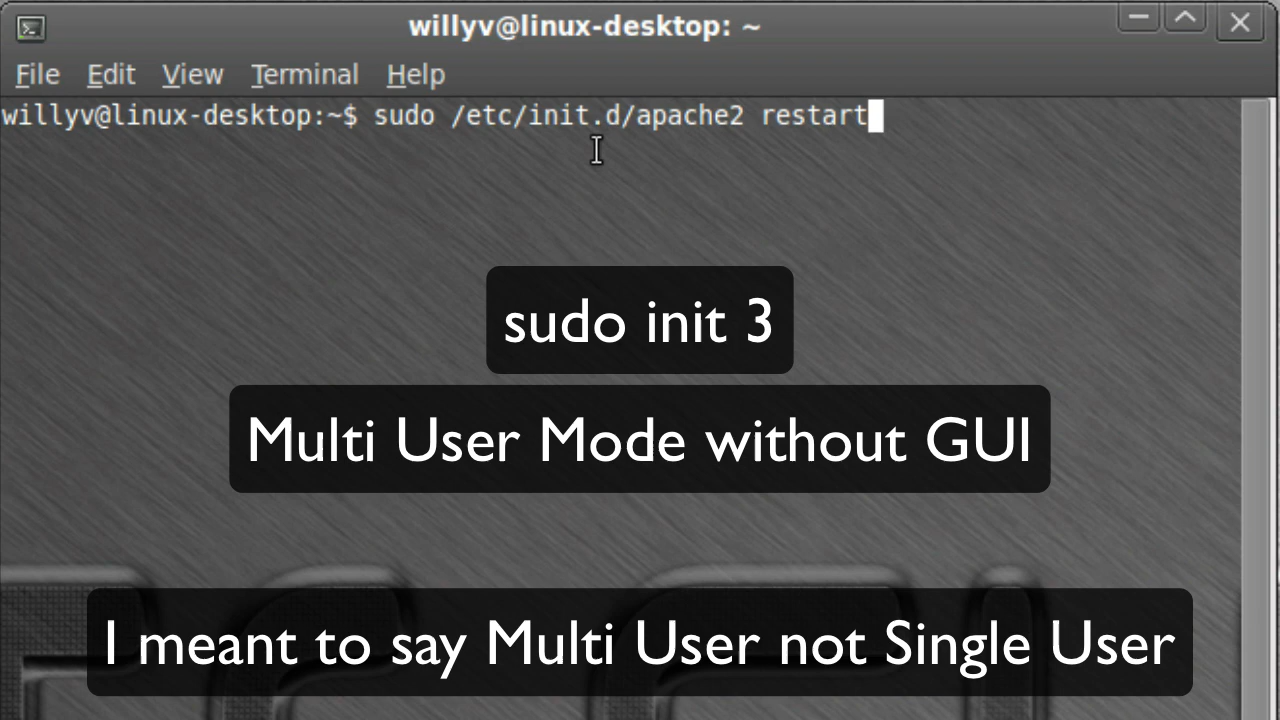 willyv@linux-desktop: ~
File Edit View Terminal Help
willyv@linux-desktop:~$ sudo /etc/init.d/apache2 restart
sudo init 3
Multi User Mode without GUI
I meant to say Multi User not Single User